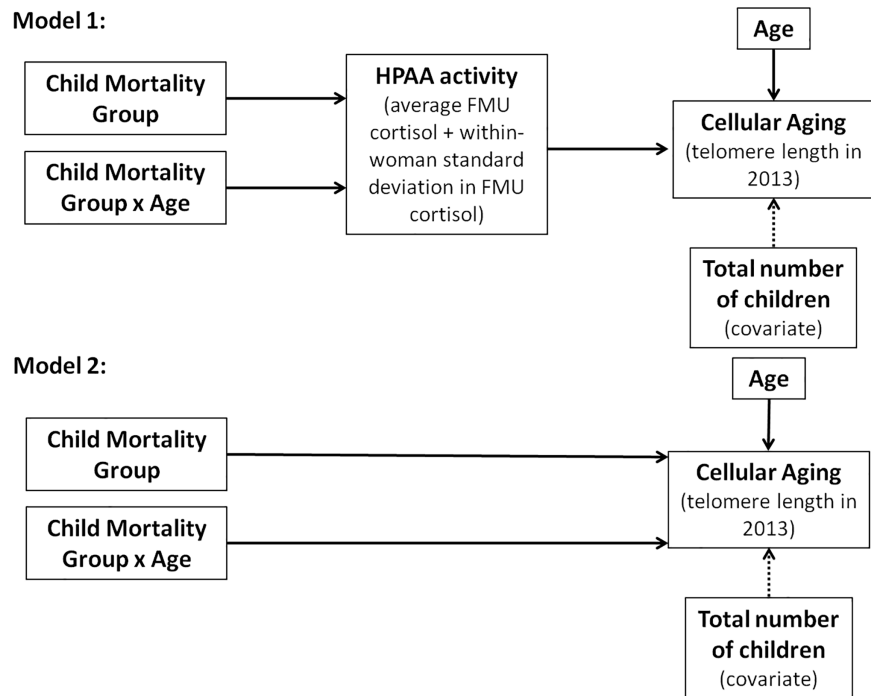 Model 1:
Child Mortality
Group
Child Mortality
Group x Age
HPAA activity
(average FMU
cortisol + within-
woman standard
deviation in FMU
cortisol)
Age
Cellular Aging
(telomere length in
2013)
Total number
of children
(covariate)
Model 2:
Child Mortality
Group
Child Mortality
Group x Age
Age
Cellular Aging
(telomere length in
2013)
Total number
of children
(covariate)